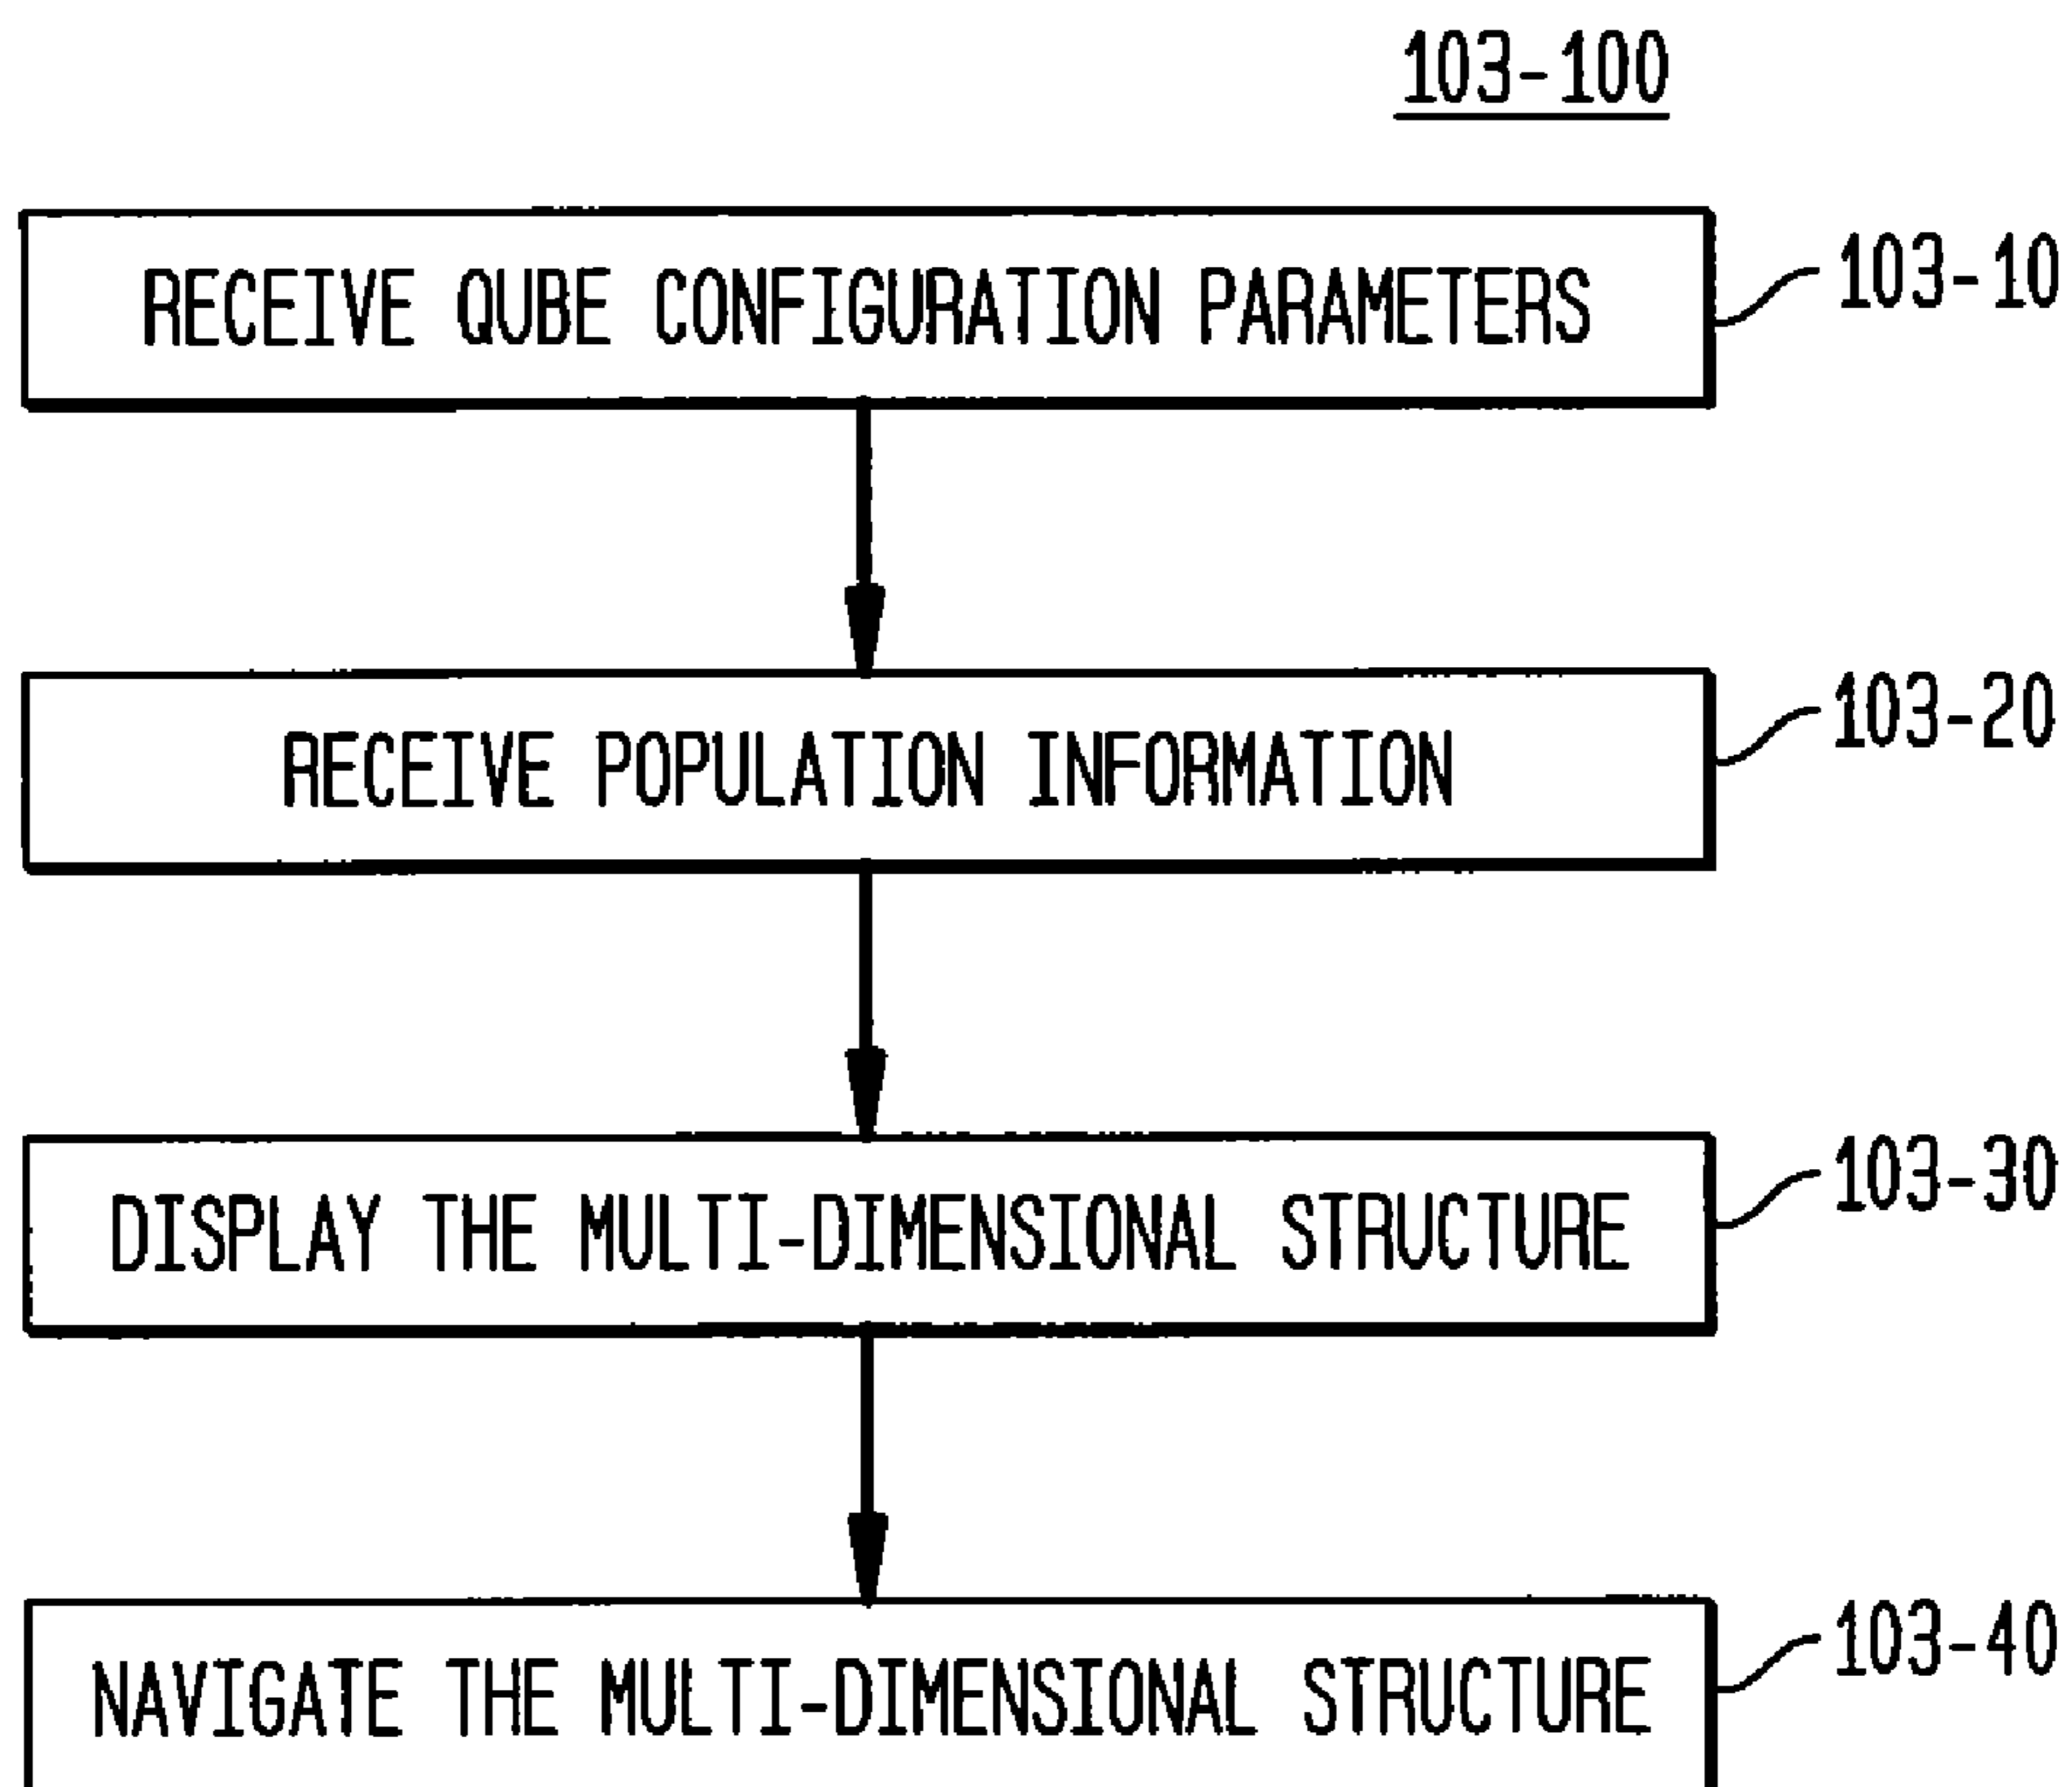 103-100
RECEIVE QUBE CONFIGURATION PARAMETERS
103-10
RECEIVE POPULATION INFORMATION
103-20
DISPLAY THE MULTI-DIMENSIONAL STRUCTURE
103-30
NAVIGATE THE MULTI-DIMENSIONAL STRUCTURE
103-40